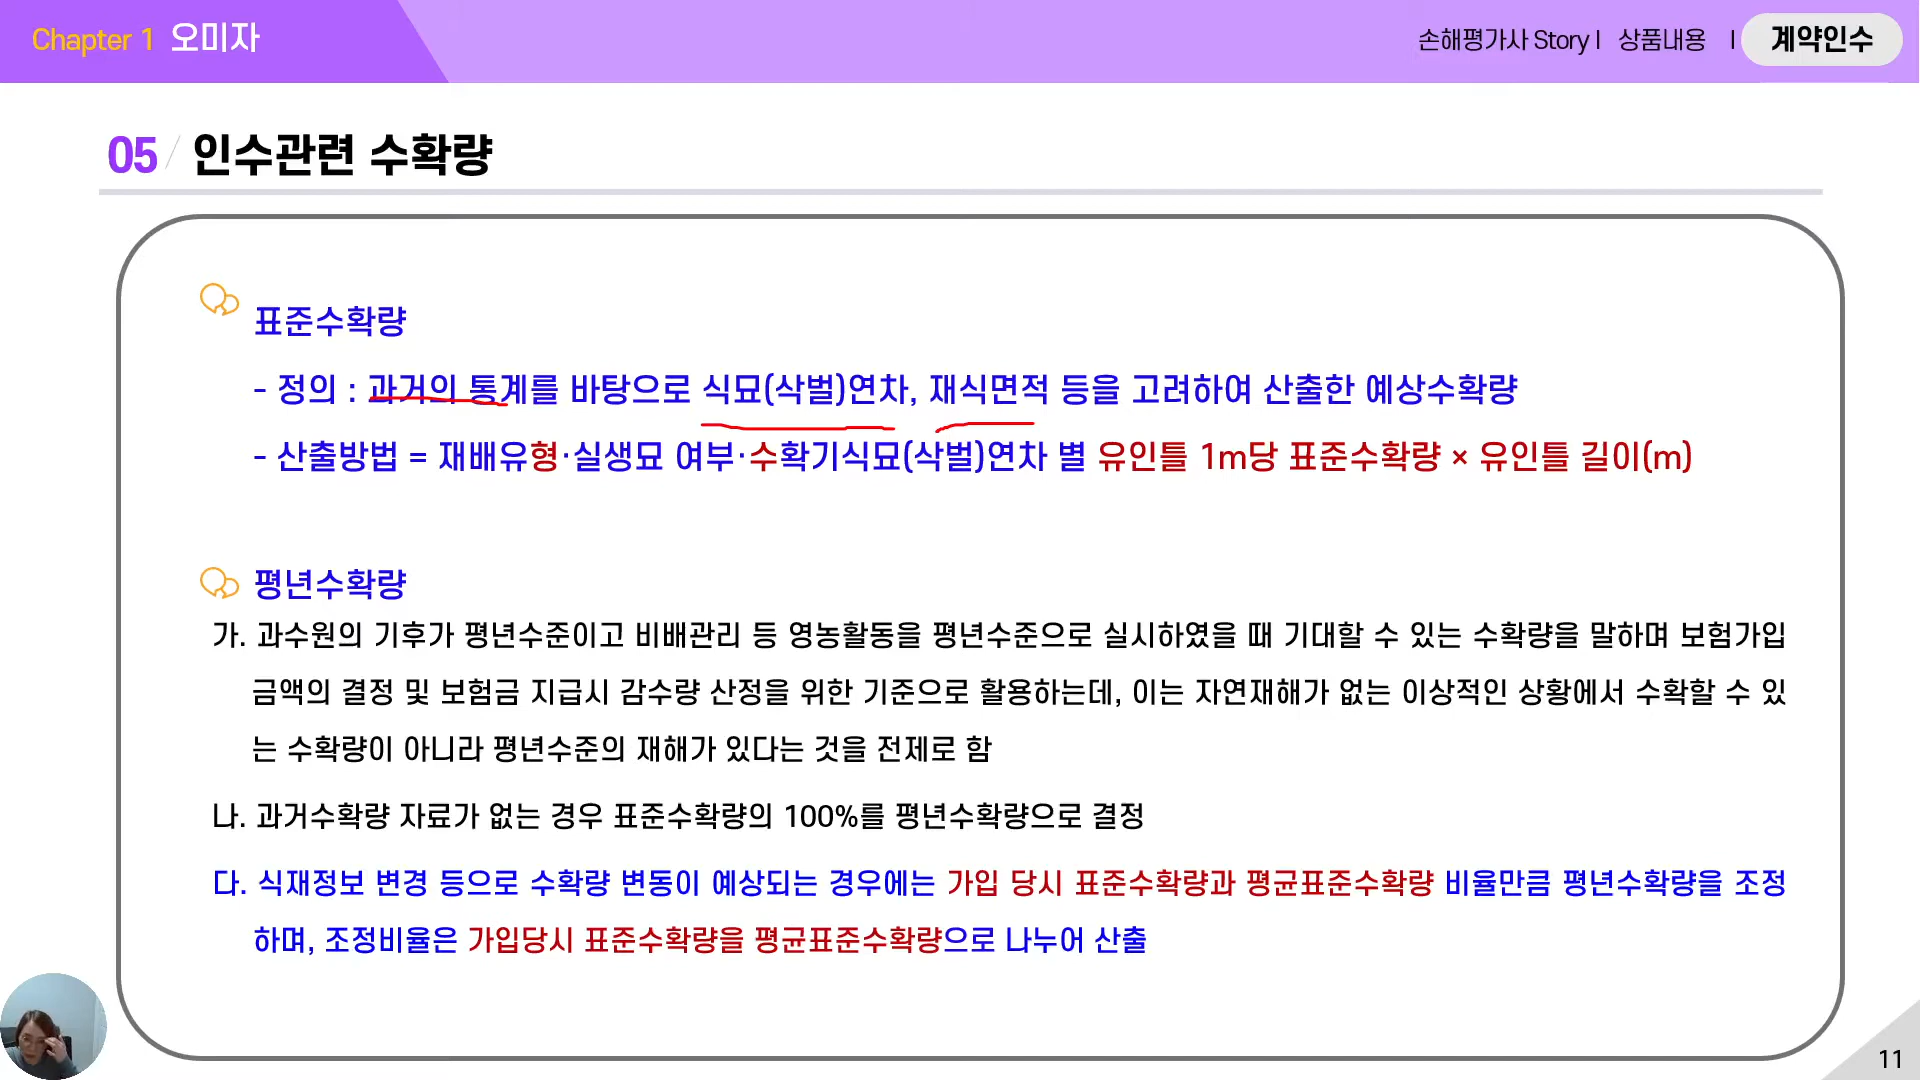 Chapter 1 오미자
손해평가사 Story I 상품내용 I 계약인수
05 / 인수관련 수확량
표준수확량
- 정의 : 과거의 통계를 바탕으로 식묘(삭벌)연차, 재식면적 등을 고려하여 산출한 예상수확량
- 산출방법 = 재배유형·실생묘 여부·수확기식묘(삭벌)연차 별 유인틀 1m당 표준수확량 × 유인틀 길이(m)
평년수확량
가. 과수원의 기후가 평년수준이고 비배관리 등 영농활동을 평년수준으로 실시하였을 때 기대할 수 있는 수확량을 말하며 보험가입
금액의 결정 및 보험금 지급시 감수량 산정을 위한 기준으로 활용하는데, 이는 자연재해가 없는 이상적인 상황에서 수확할 수 있
는 수확량이 아니라 평년수준의 재해가 있다는 것을 전제로 함
나. 과거수확량 자료가 없는 경우 표준수확량의 100%를 평년수확량으로 결정
다. 식재정보 변경 등으로 수확량 변동이 예상되는 경우에는 가입 당시 표준수확량과 평균표준수확량 비율만큼 평년수확량을 조정
하며, 조정비율은 가입당시 표준수확량을 평균표준수확량으로 나누어 산출
11